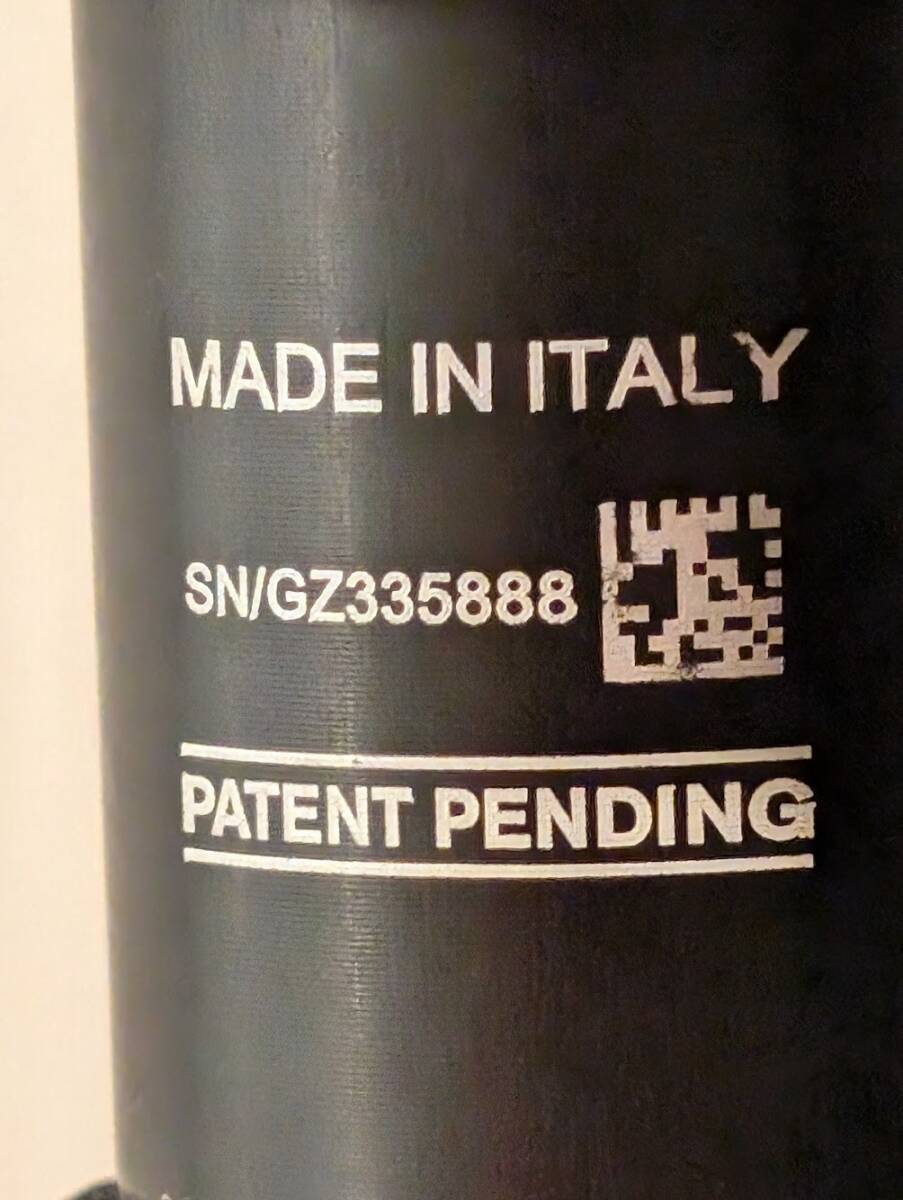 MADE IN ITALY
SN/GZ335888
PATENT PENDING